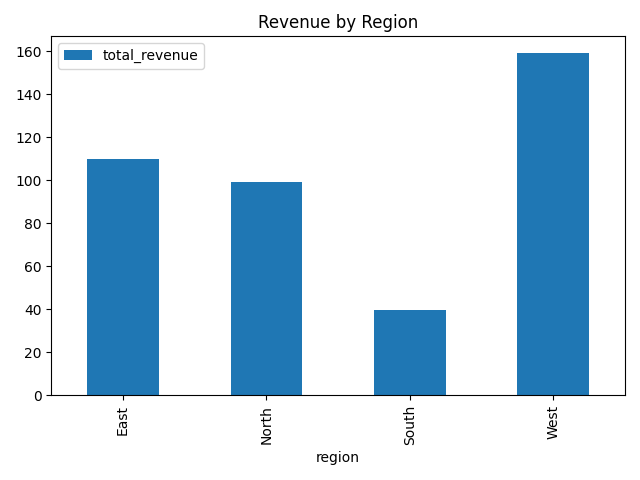 Revenue by Region
total_revenue
160
140
120
100
80
60
40
20
0
East
North
South
West
region